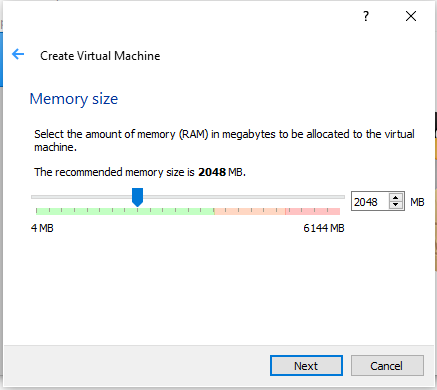 ?
Create Virtual Machine
Memory size
Select the amount of memory (RAM) in megabytes to be allocated to the virtual
machine.
The recommended memory size is 2048 MB.
2048 MB
4 MB 6144 MB
Next Cancel